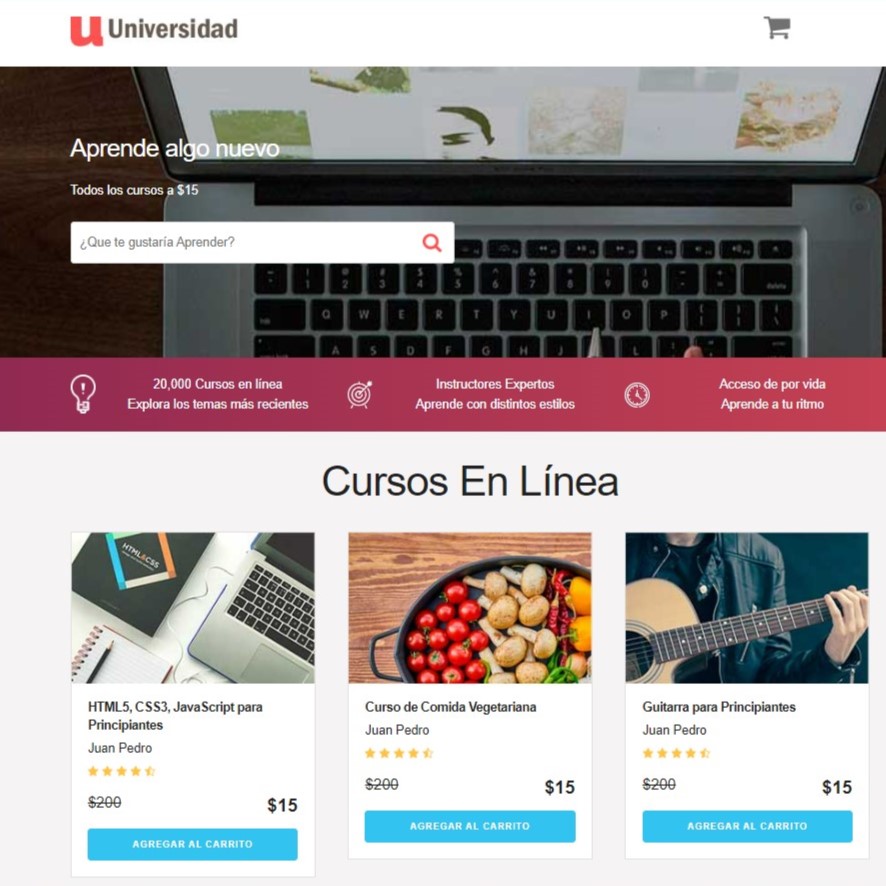 u Universidad
Aprende algo nuevo
Todos los cursos a $15
¿Que te gustaría Aprender?
20,000 Cursos en línea
Explora los temas más recientes
Instructores Expertos
Aprende con distintos estilos
Acceso de por vida
Aprende a tu ritmo
Cursos En Línea
HTML&CSS
HTML5, CSS3, JavaScript para
Principiantes
Juan Pedro
$200
$15
AGREGAR AL CARRITO
Curso de Comida Vegetariana
Juan Pedro
$200
$15
AGREGAR AL CARRITO
Guitarra para Principiantes
Juan Pedro
$200
$15
AGREGAR AL CARRITO